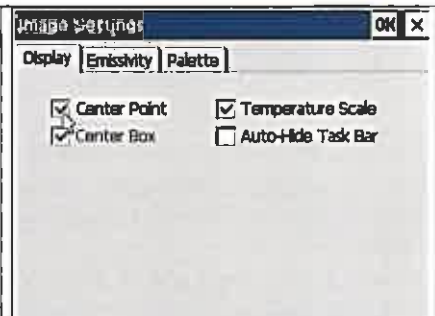 Image Settings OK ×
Display Emissivity Palette
Center Point Temperature Scale
Center Box Auto-Hide Task Bar